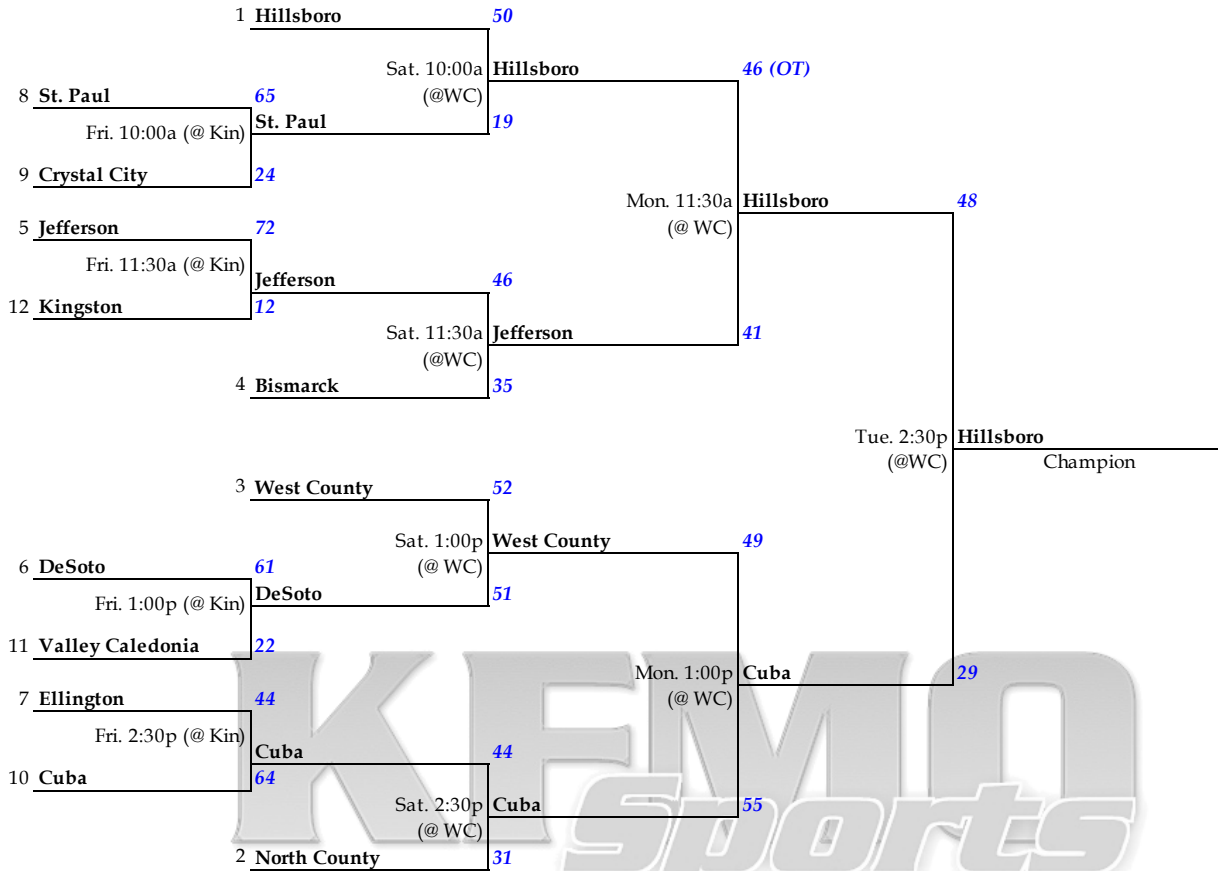 1 Hillsboro 50
Sat. 10:00a Hillsboro 46 (OT)
8 St. Paul 65 (@WC)
Fri. 10:00a (@ Kin) St. Paul 19
9 Crystal City 24
Mon. 11:30a Hillsboro 48
5 Jefferson 72 (@ WC)
Fri. 11:30a (@ Kin)
Jefferson 46
12 Kingston 12
Sat. 11:30a Jefferson 41
(@WC)
4 Bismarck 35
Tue. 2:30p Hillsboro
(@WC) Champion
3 West County 52
Sat. 1:00p West County 49
6 DeSoto 61 (@ WC)
Fri. 1:00p (@ Kin) DeSoto 51
11 Valley Caledonia 22
Mon. 1:00p Cuba 29
7 Ellington 44 (@ WC)
Fri. 2:30p (@ Kin)
Cuba 44
10 Cuba 64
Sat. 2:30p Cuba 55
(@ WC)
2 North County 31
KFMO
Sports